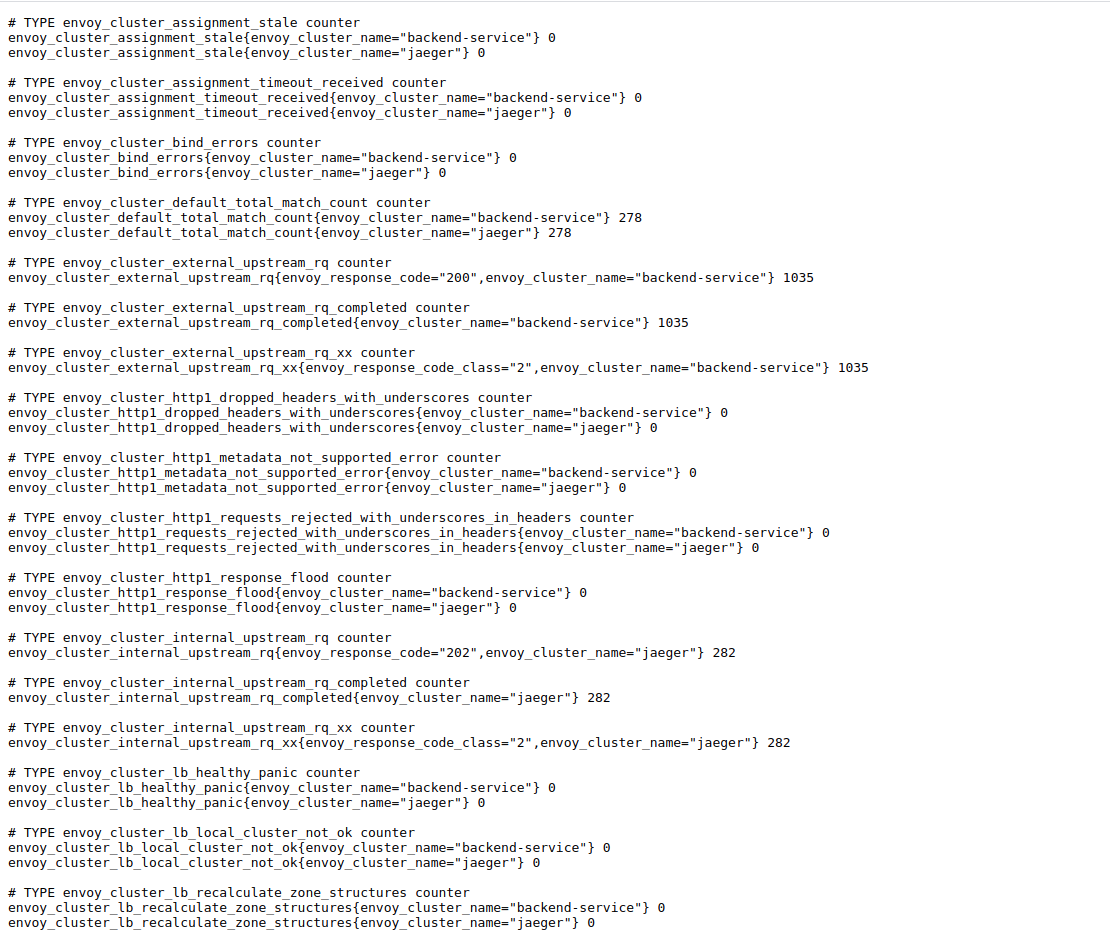 # TYPE envoy_cluster_assignment_stale counter
envoy_cluster_assignment_stale{envoy_cluster_name="backend-service"} 0
envoy_cluster_assignment_stale{envoy_cluster_name="jaeger"} 0
# TYPE envoy_cluster_assignment_timeout_received counter
envoy_cluster_assignment_timeout_received{envoy_cluster_name="backend-service"} 0
envoy_cluster_assignment_timeout_received{envoy_cluster_name="jaeger"} 0
# TYPE envoy_cluster_bind_errors counter
envoy_cluster_bind_errors{envoy_cluster_name="backend-service"} 0
envoy_cluster_bind_errors{envoy_cluster_name="jaeger"} 0
# TYPE envoy_cluster_default_total_match_count counter
envoy_cluster_default_total_match_count{envoy_cluster_name="backend-service"} 278
envoy_cluster_default_total_match_count{envoy_cluster_name="jaeger"} 278
# TYPE envoy_cluster_external_upstream_rq counter
envoy_cluster_external_upstream_rq{envoy_response_code="200",envoy_cluster_name="backend-service"} 1035
# TYPE envoy_cluster_external_upstream_rq_completed counter
envoy_cluster_external_upstream_rq_completed{envoy_cluster_name="backend-service"} 1035
# TYPE envoy_cluster_external_upstream_rq_xx counter
envoy_cluster_external_upstream_rq_xx{envoy_response_code_class="2",envoy_cluster_name="backend-service"} 1035
# TYPE envoy_cluster_http1_dropped_headers_with_underscores counter
envoy_cluster_http1_dropped_headers_with_underscores{envoy_cluster_name="backend-service"} 0
envoy_cluster_http1_dropped_headers_with_underscores{envoy_cluster_name="jaeger"} 0
# TYPE envoy_cluster_http1_metadata_not_supported_error counter
envoy_cluster_http1_metadata_not_supported_error{envoy_cluster_name="backend-service"} 0
envoy_cluster_http1_metadata_not_supported_error{envoy_cluster_name="jaeger"} 0
# TYPE envoy_cluster_http1_requests_rejected_with_underscores_in_headers counter
envoy_cluster_http1_requests_rejected_with_underscores_in_headers{envoy_cluster_name="backend-service"} 0
envoy_cluster_http1_requests_rejected_with_underscores_in_headers{envoy_cluster_name="jaeger"} 0
# TYPE envoy_cluster_http1_response_flood counter
envoy_cluster_http1_response_flood{envoy_cluster_name="backend-service"} 0
envoy_cluster_http1_response_flood{envoy_cluster_name="jaeger"} 0
# TYPE envoy_cluster_internal_upstream_rq counter
envoy_cluster_internal_upstream_rq{envoy_response_code="202",envoy_cluster_name="jaeger"} 282
# TYPE envoy_cluster_internal_upstream_rq_completed counter
envoy_cluster_internal_upstream_rq_completed{envoy_cluster_name="jaeger"} 282
# TYPE envoy_cluster_internal_upstream_rq_xx counter
envoy_cluster_internal_upstream_rq_xx{envoy_response_code_class="2",envoy_cluster_name="jaeger"} 282
# TYPE envoy_cluster_lb_healthy_panic counter
envoy_cluster_lb_healthy_panic{envoy_cluster_name="backend-service"} 0
envoy_cluster_lb_healthy_panic{envoy_cluster_name="jaeger"} 0
# TYPE envoy_cluster_lb_local_cluster_not_ok counter
envoy_cluster_lb_local_cluster_not_ok{envoy_cluster_name="backend-service"} 0
envoy_cluster_lb_local_cluster_not_ok{envoy_cluster_name="jaeger"} 0
# TYPE envoy_cluster_lb_recalculate_zone_structures counter
envoy_cluster_lb_recalculate_zone_structures{envoy_cluster_name="backend-service"} 0
envoy_cluster_lb_recalculate_zone_structures{envoy_cluster_name="jaeger"} 0